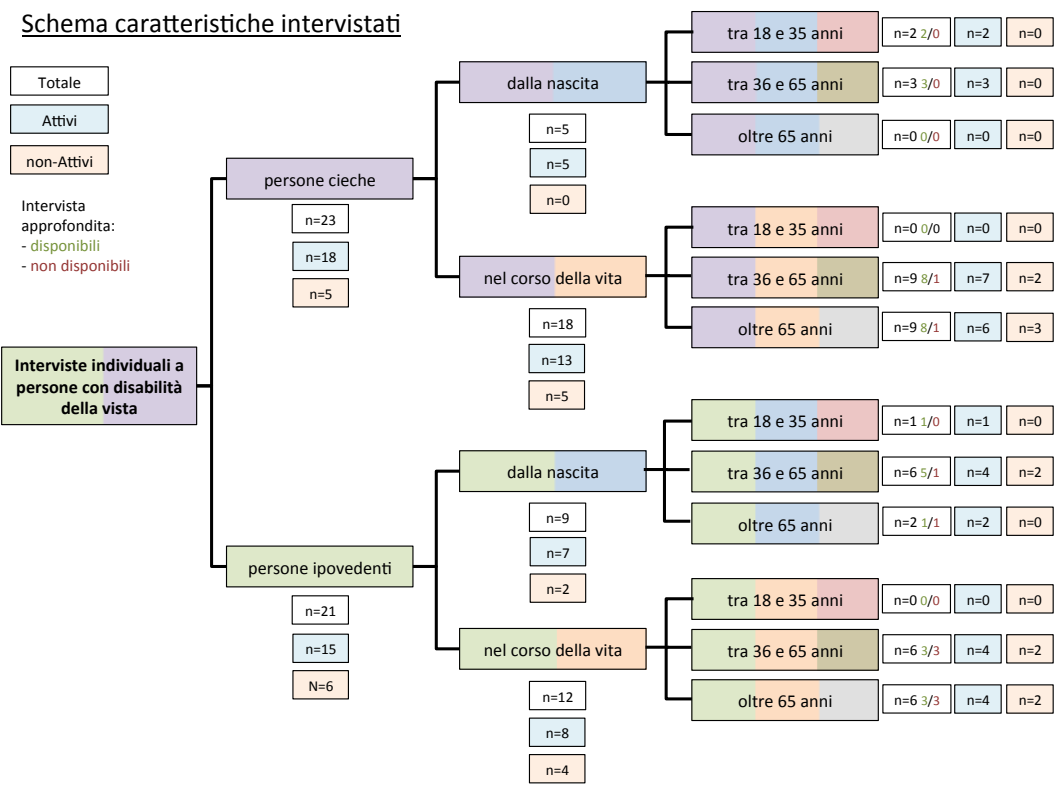 Schema caratteristiche intervistati
Totale
Attivi
non-Attivi
Intervista
approfondita:
- disponibili
- non disponibili
Interviste individuali a
persone con disabilità
della vista
persone cieche
n=23
n=18
n=5
dalla nascita
n=5
n=5
n=0
tra 18 e 35 anni n=2 2/0 n=2 n=0
tra 36 e 65 anni n=3 3/0 n=3 n=0
oltre 65 anni n=0 0/0 n=0 n=0
nel corso della vita
n=18
n=13
n=5
tra 18 e 35 anni n=0 0/0 n=0 n=0
tra 36 e 65 anni n=9 8/1 n=7 n=2
oltre 65 anni n=9 8/1 n=6 n=3
persone ipovedenti
n=21
n=15
N=6
dalla nascita
n=9
n=7
n=2
tra 18 e 35 anni n=1 1/0 n=1 n=0
tra 36 e 65 anni n=6 5/1 n=4 n=2
oltre 65 anni n=2 1/1 n=2 n=0
nel corso della vita
n=12
n=8
n=4
tra 18 e 35 anni n=0 0/0 n=0 n=0
tra 36 e 65 anni n=6 3/3 n=4 n=2
oltre 65 anni n=6 3/3 n=4 n=2